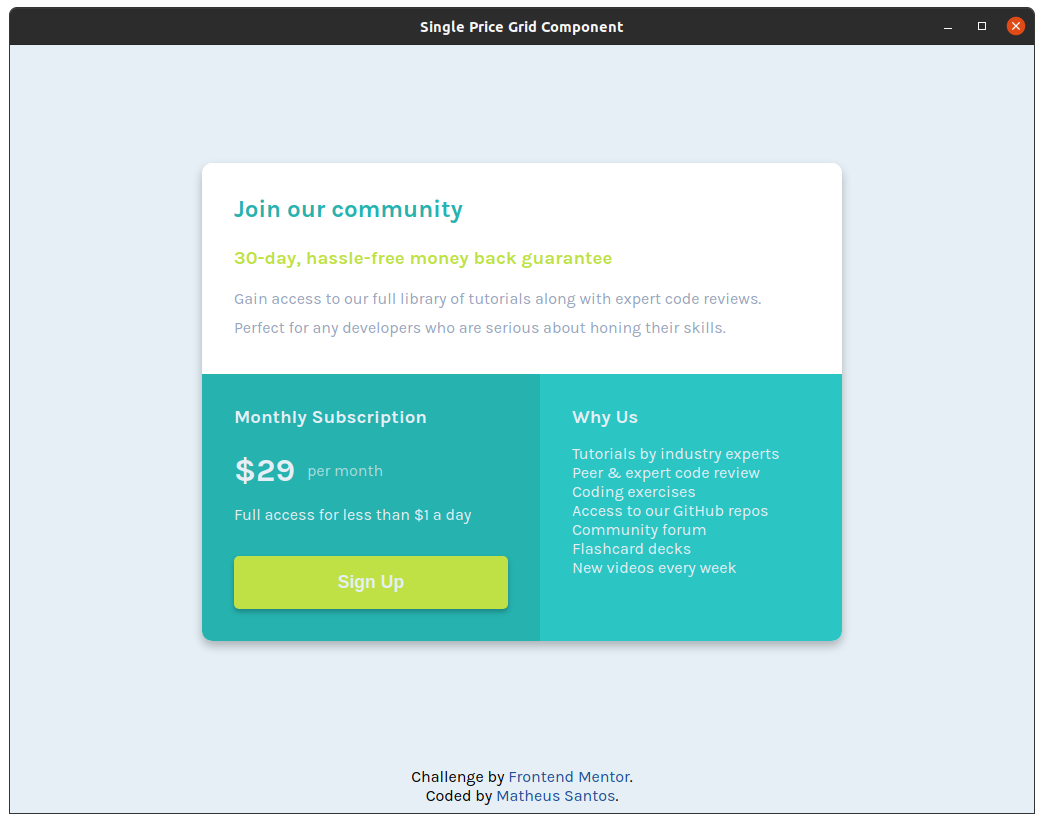 Single Price Grid Component
Join our community
30-day, hassle-free money back guarantee
Gain access to our full library of tutorials along with expert code reviews.
Perfect for any developers who are serious about honing their skills.
Monthly Subscription
$29 per month
Full access for less than $1 a day
Sign Up
Why Us
Tutorials by industry experts
Peer & expert code review
Coding exercises
Access to our GitHub repos
Community forum
Flashcard decks
New videos every week
Challenge by Frontend Mentor.
Coded by Matheus Santos.